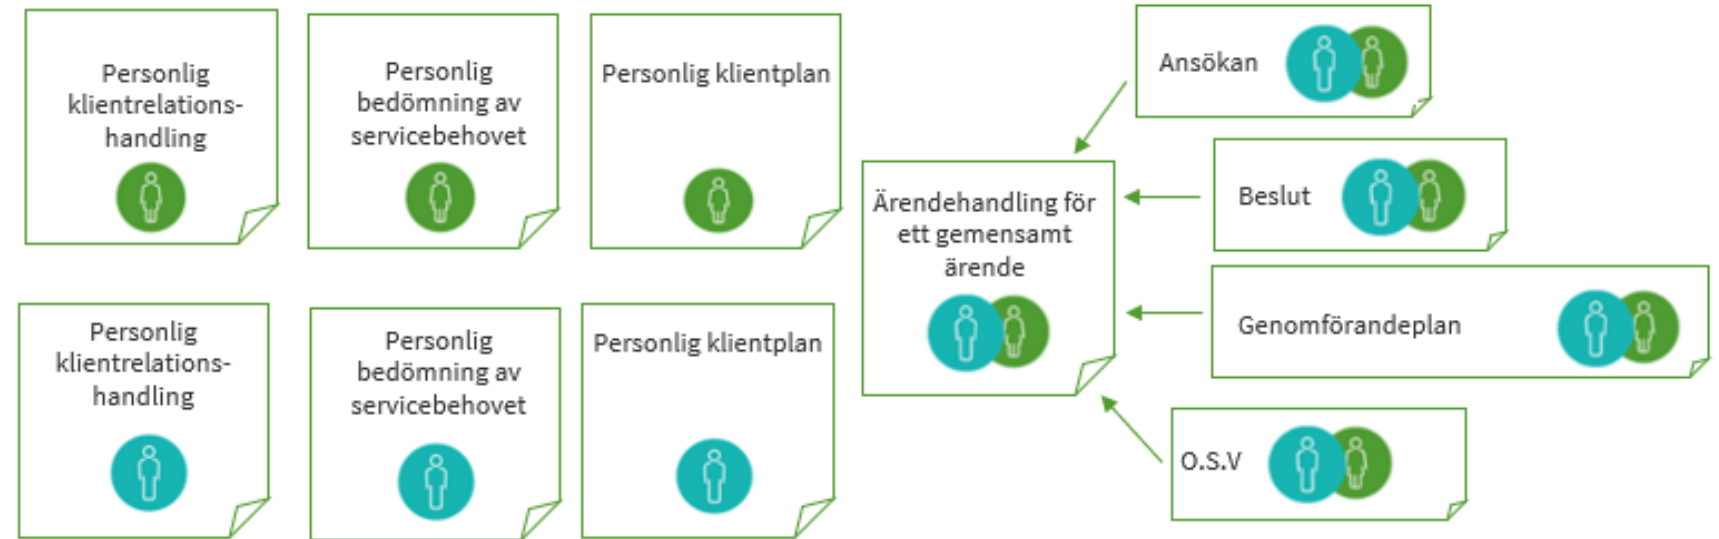 Personlig
klientrelations-
handling
Personlig
bedömning av
servicebehovet
Personlig klientplan
Personlig
klientrelations-
handling
Personlig
bedömning av
servicebehovet
Personlig klientplan
Ärendehandling för
ett gemensamt
ärende
Ansökan
Beslut
Genomförandeplan
O.S.V